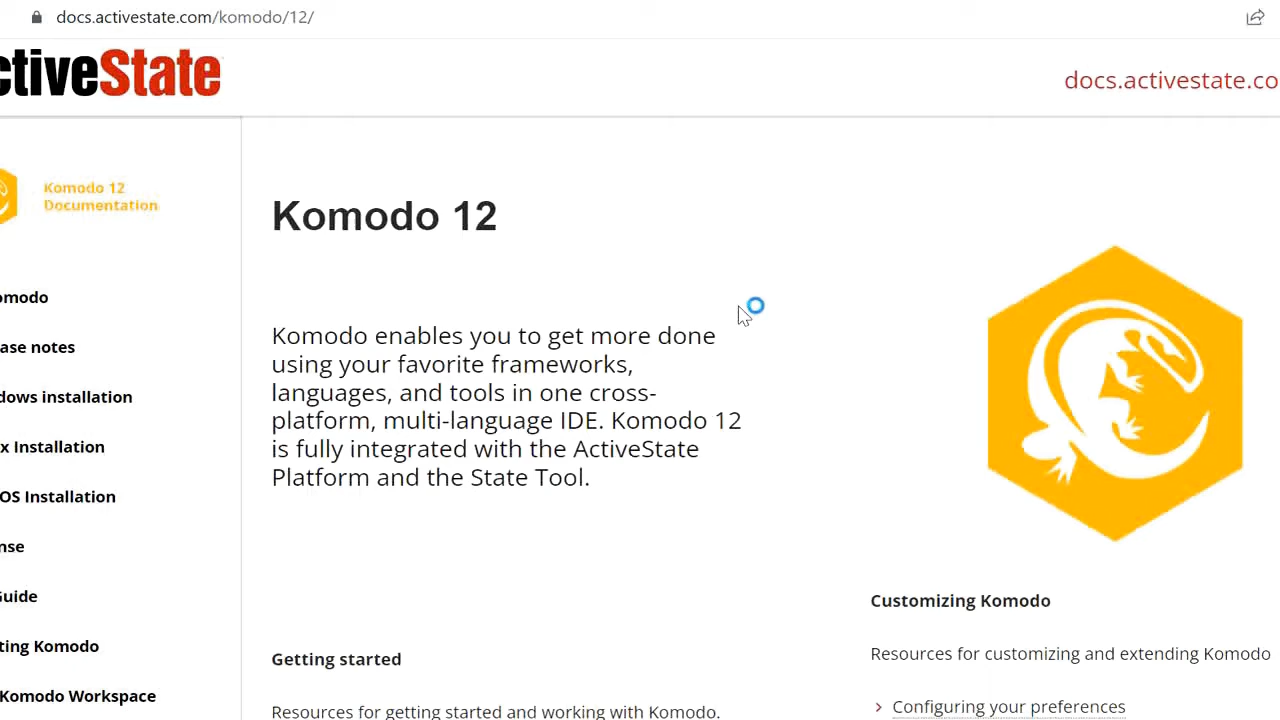 docs.activestate.com/komodo/12/
ctiveState
docs.activestate.co
Komodo 12
Documentation
omodo
ase notes
dows installation
x Installation
OS Installation
nse
Guide
ting Komodo
Komodo Workspace
Komodo 12
Komodo enables you to get more done
using your favorite frameworks,
languages, and tools in one cross-
platform, multi-language IDE. Komodo 12
is fully integrated with the ActiveState
Platform and the State Tool.
Getting started
Resources for getting started and working with Komodo.
Customizing Komodo
Resources for customizing and extending Komodo
Configuring your preferences